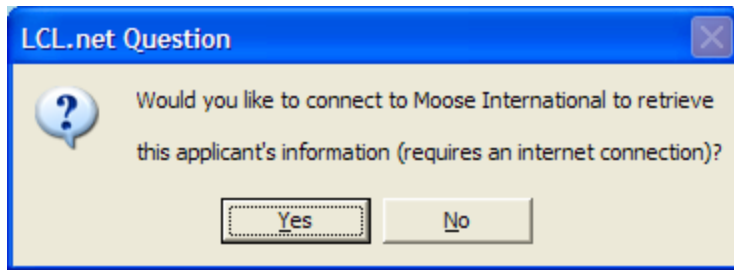 LCL.net Question
Would you like to connect to Moose International to retrieve
this applicant's information (requires an internet connection)?
Yes No